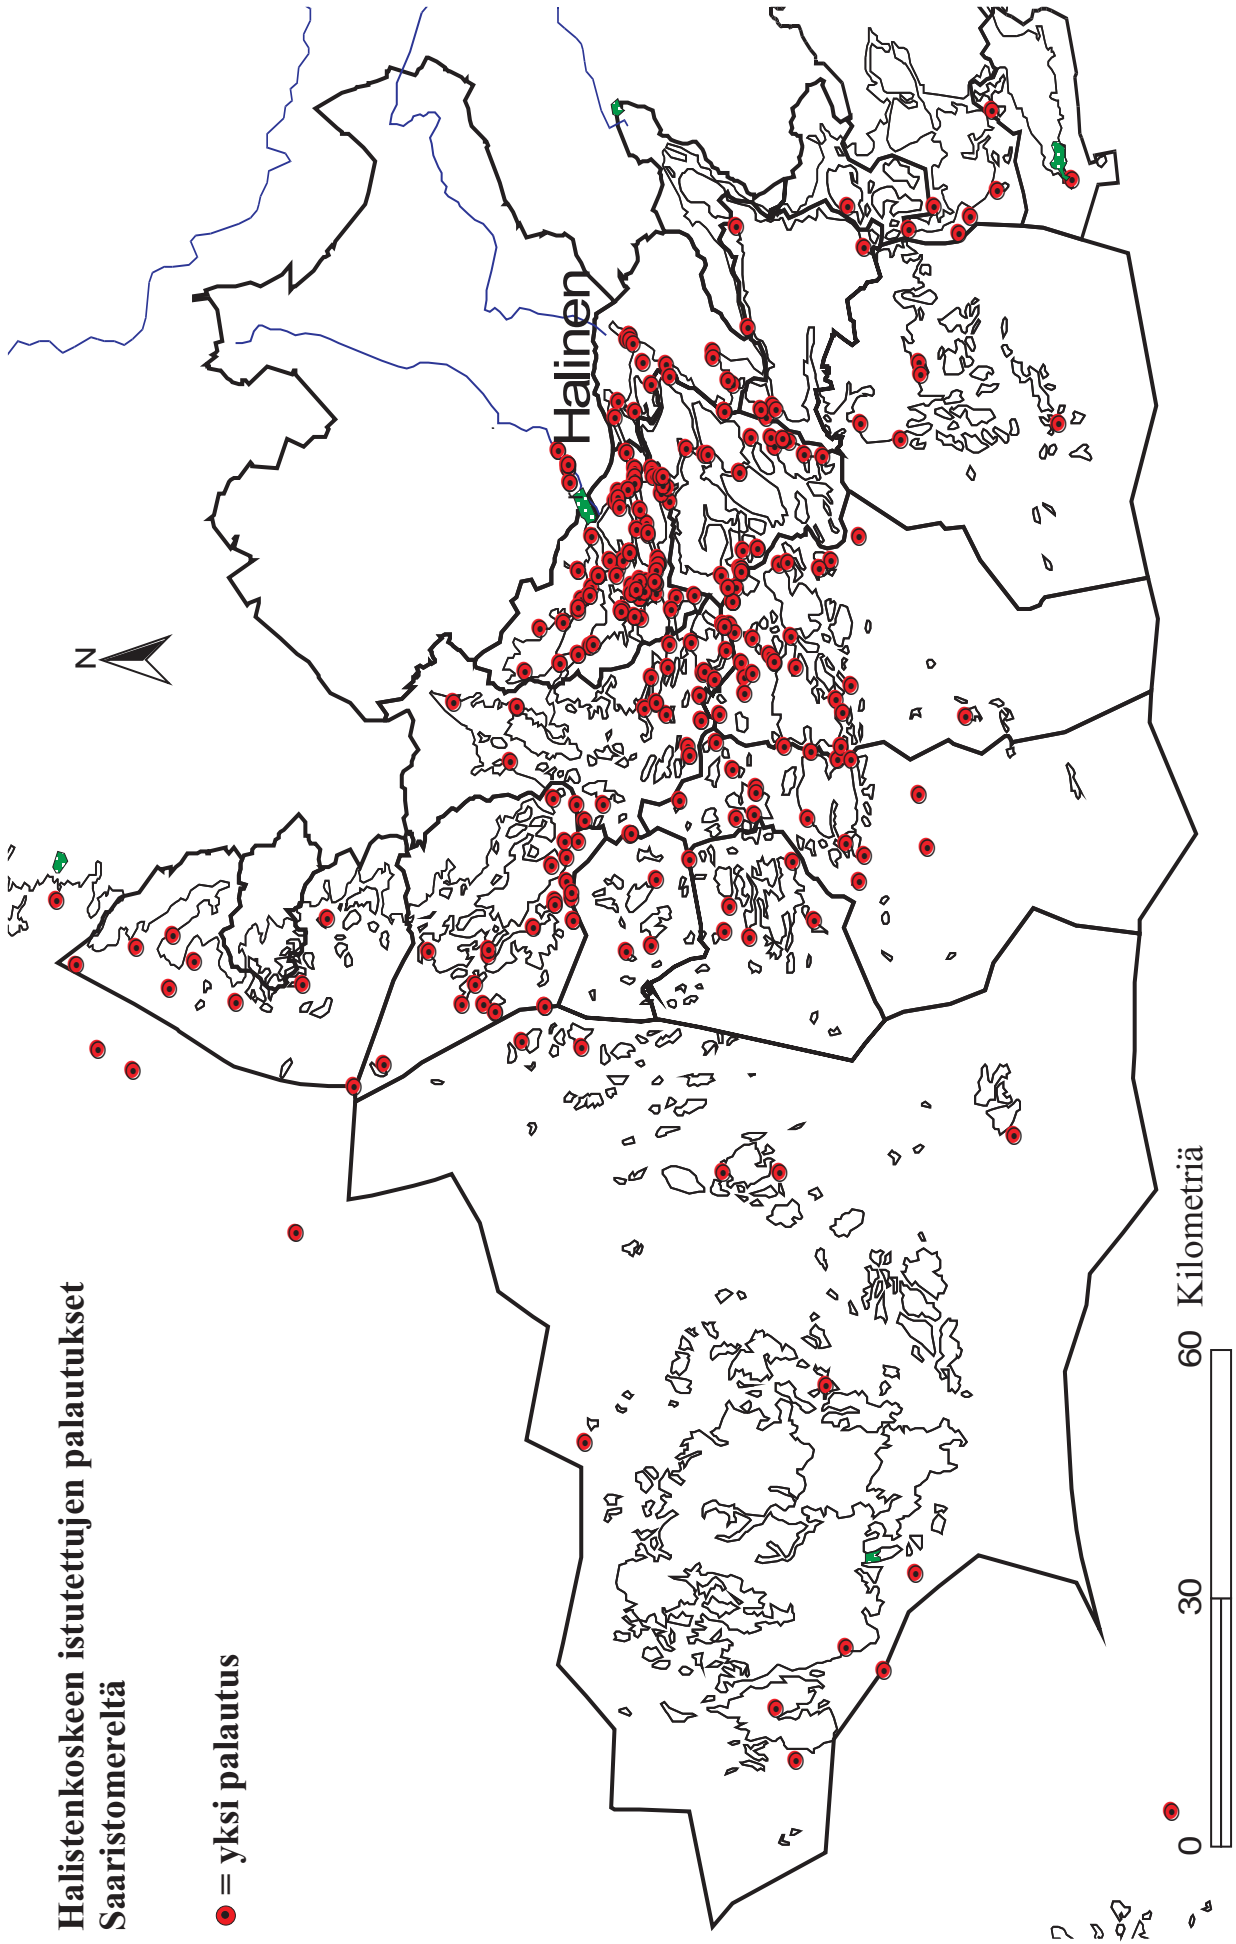 Halistenkoskeen istutettujen palautukset
Saaristomereltä
= yksi palautus
N
Halinen
0 30 60 Kilometriä